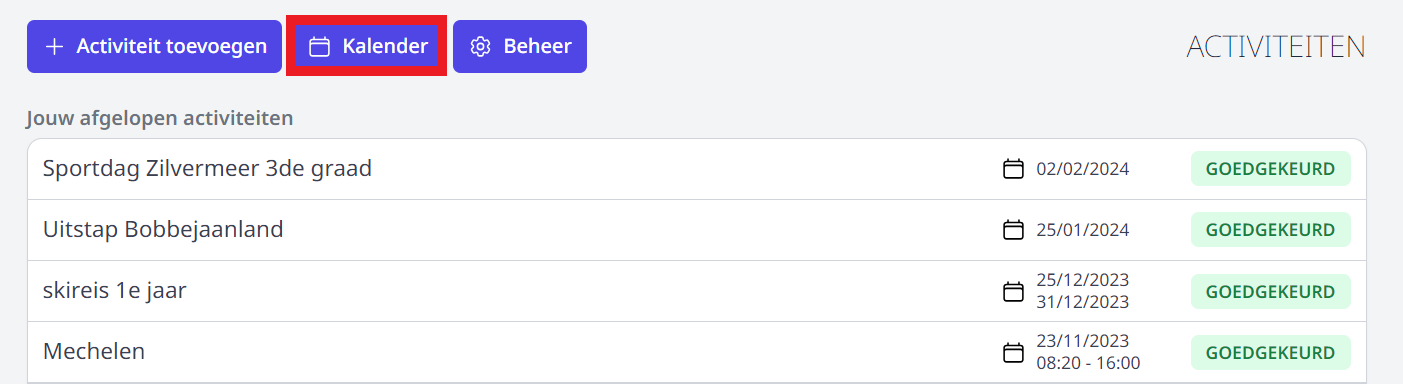 Activiteit toevoegen Kalender Beheer ACTIVITEITEN
Jouw afgelopen activiteiten
Sportdag Zilvermeer 3de graad 02/02/2024 GOEDGEKEURD
Uitstap Bobbejaanland 25/01/2024 GOEDGEKEURD
skireis 1e jaar 25/12/2023 31/12/2023 GOEDGEKEURD
Mechelen 23/11/2023 08:20 - 16:00 GOEDGEKEURD